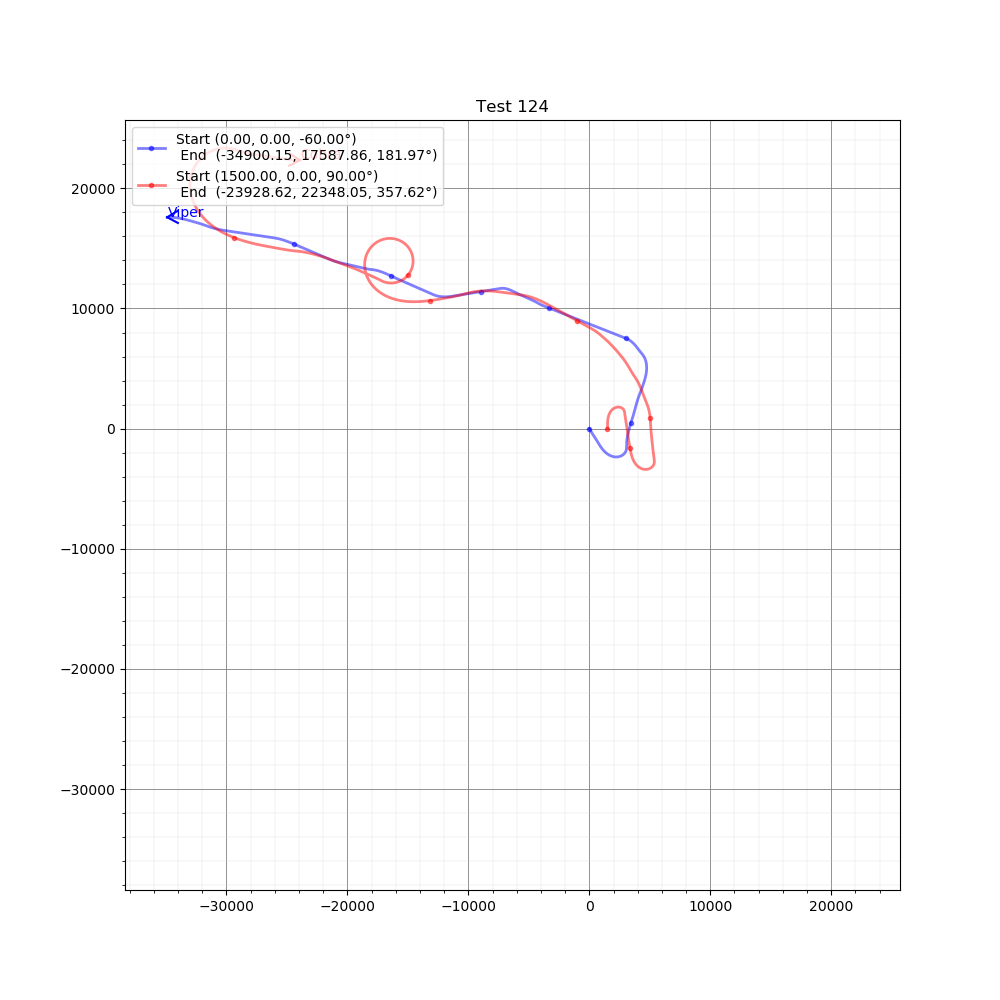 Test 124
Start (0.00, 0.00, -60.00°)
End (-34900.15, 17587.86, 181.97°)
Start (1500.00, 0.00, 90.00°)
End (-23928.62, 22348.05, 357.62°)
Viper
20000
10000
0
−10000
−20000
−30000
−30000 −20000 −10000 0 10000 20000